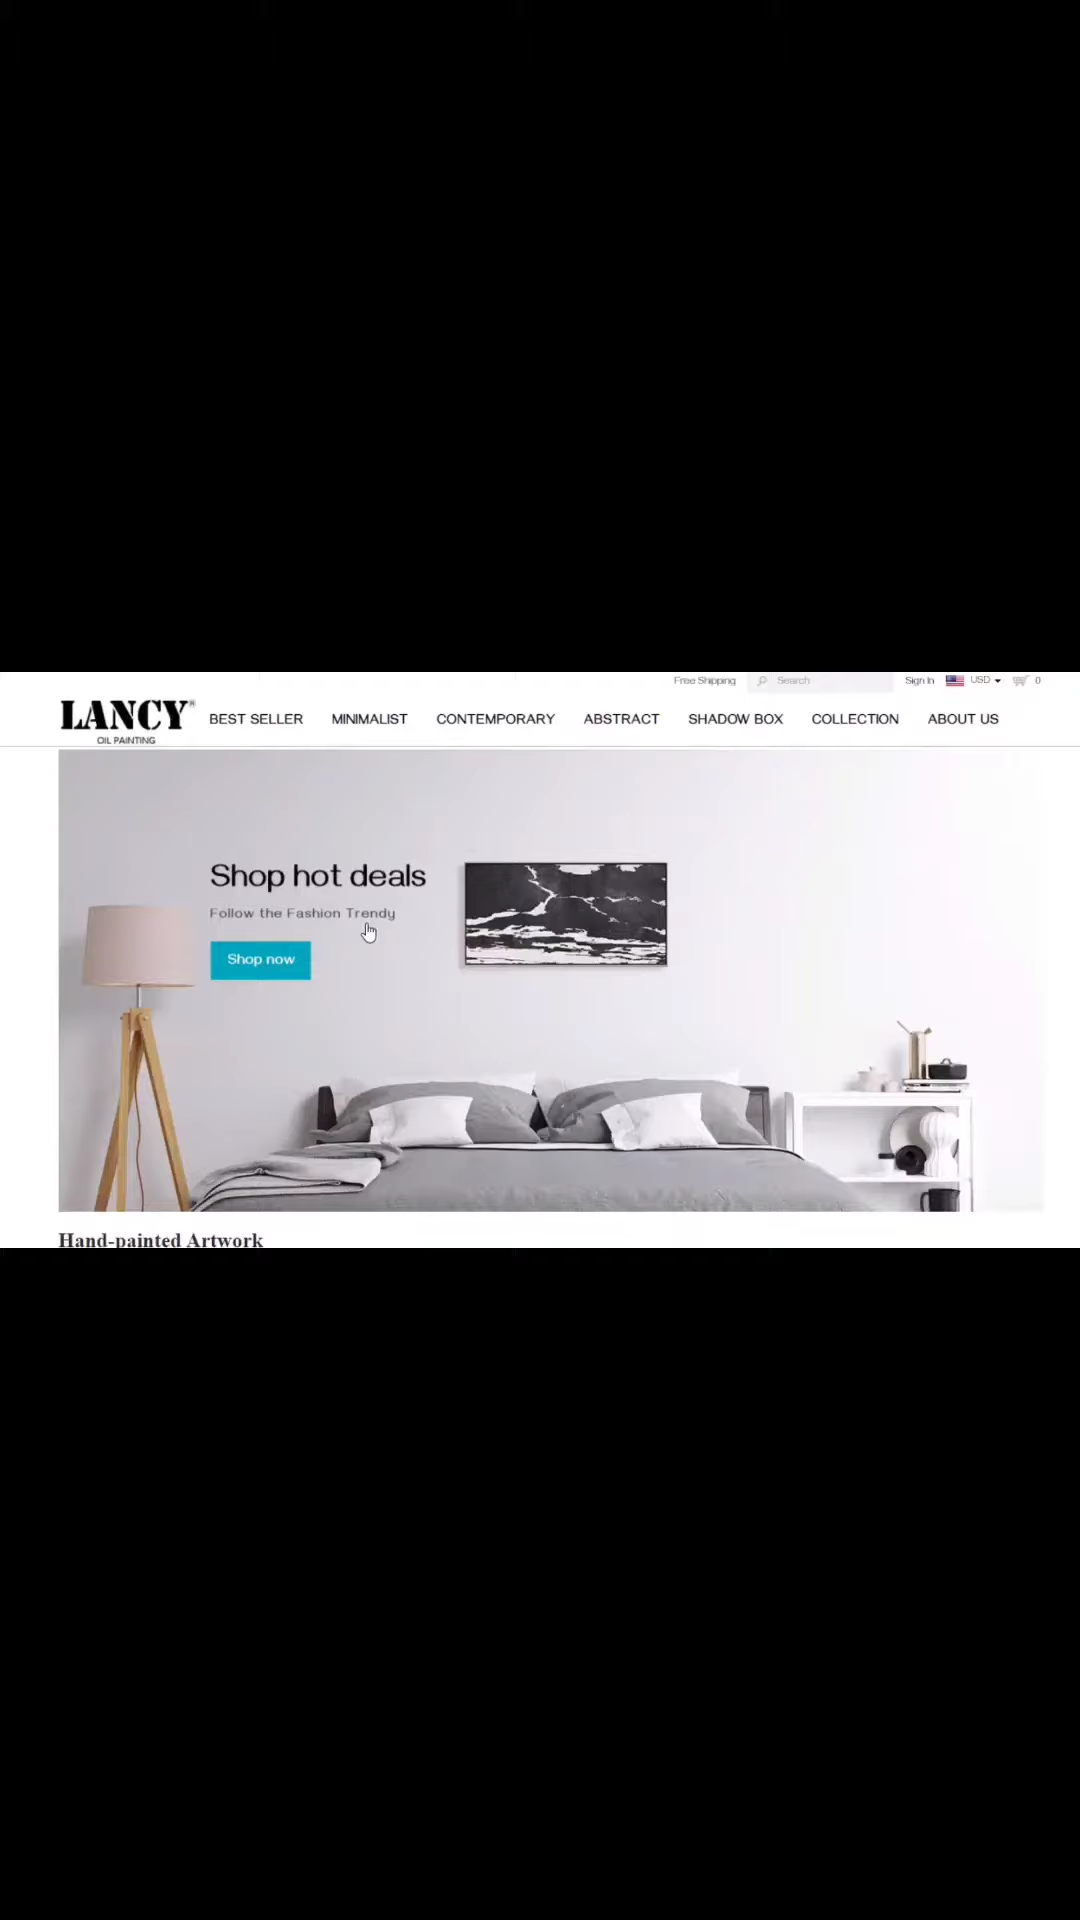 Free Shipping Search Sign In USD 0
LANCY®
OIL PAINTING
BEST SELLER MINIMALIST CONTEMPORARY ABSTRACT SHADOW BOX COLLECTION ABOUT US
Shop hot deals
Follow the Fashion Trendy
Shop now
Hand-painted Artwork